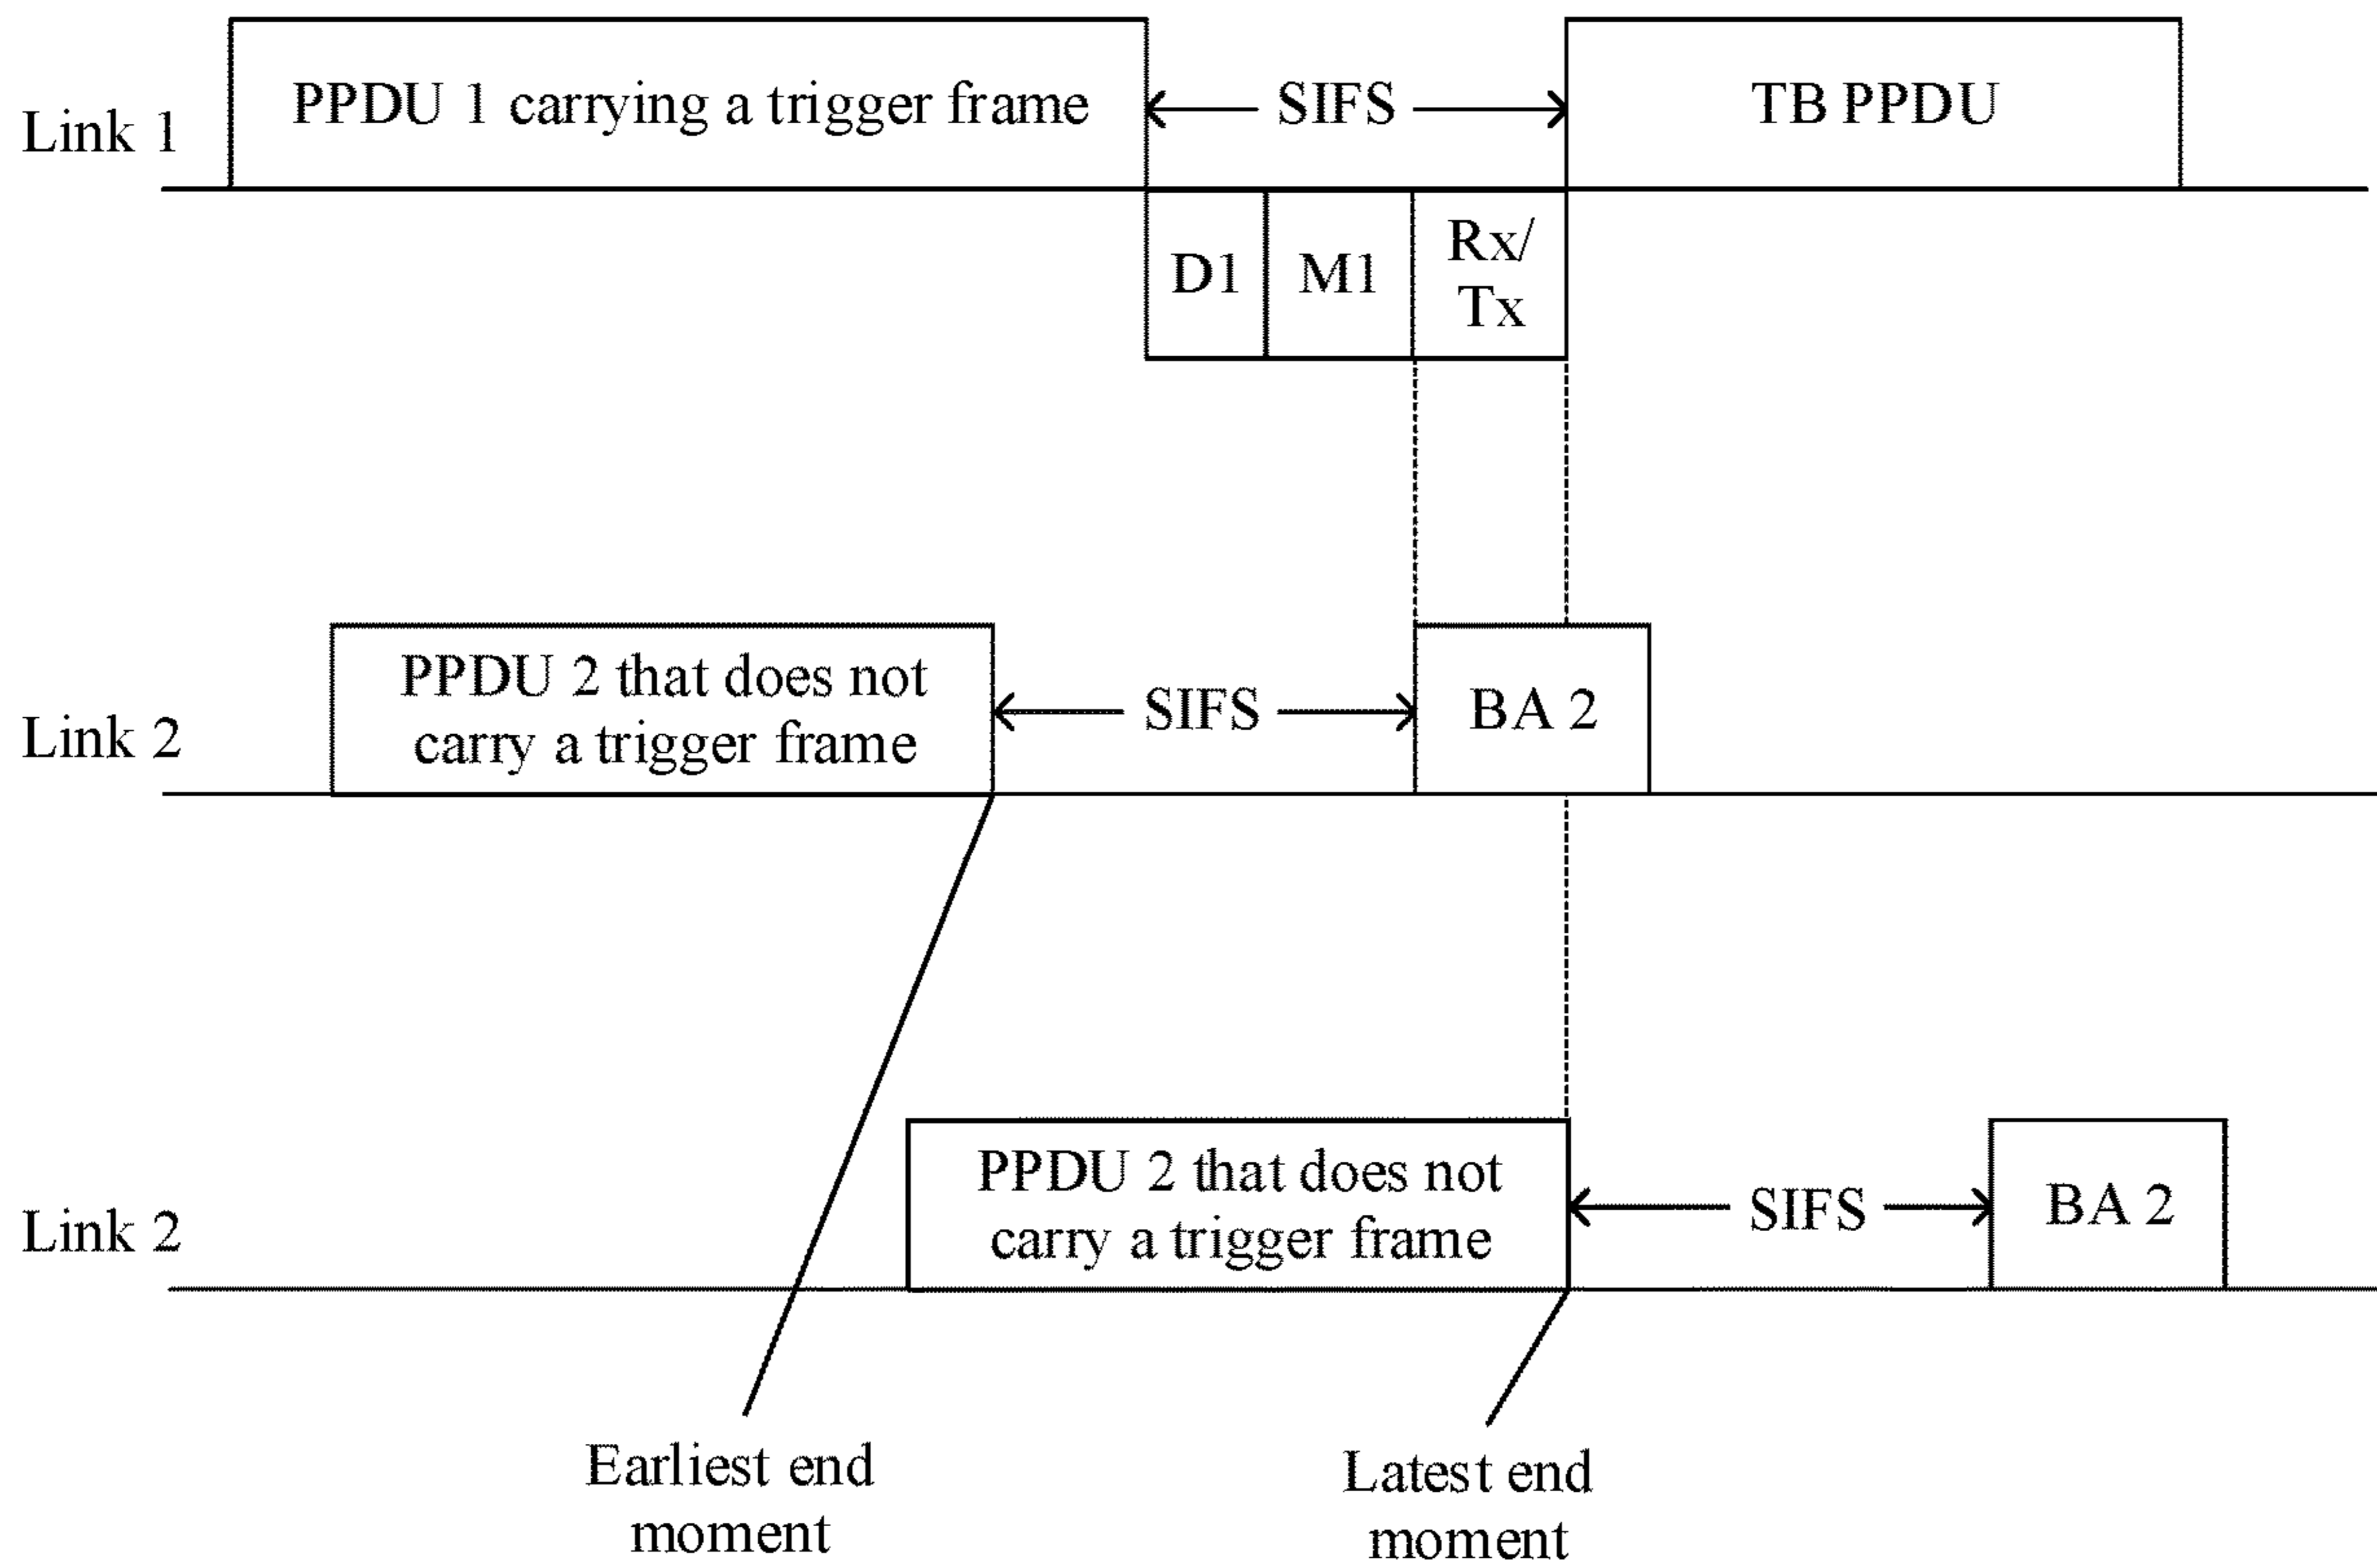 PPDU 1 carrying a trigger frame
SIFS
TB PPDU
Link 1
D1
M1
Rx/
Tx
PPDU 2 that does not
carry a trigger frame
SIFS
BA 2
Link 2
PPDU 2 that does not
carry a trigger frame
SIFS
BA 2
Link 2
Earliest end
moment
Latest end
moment